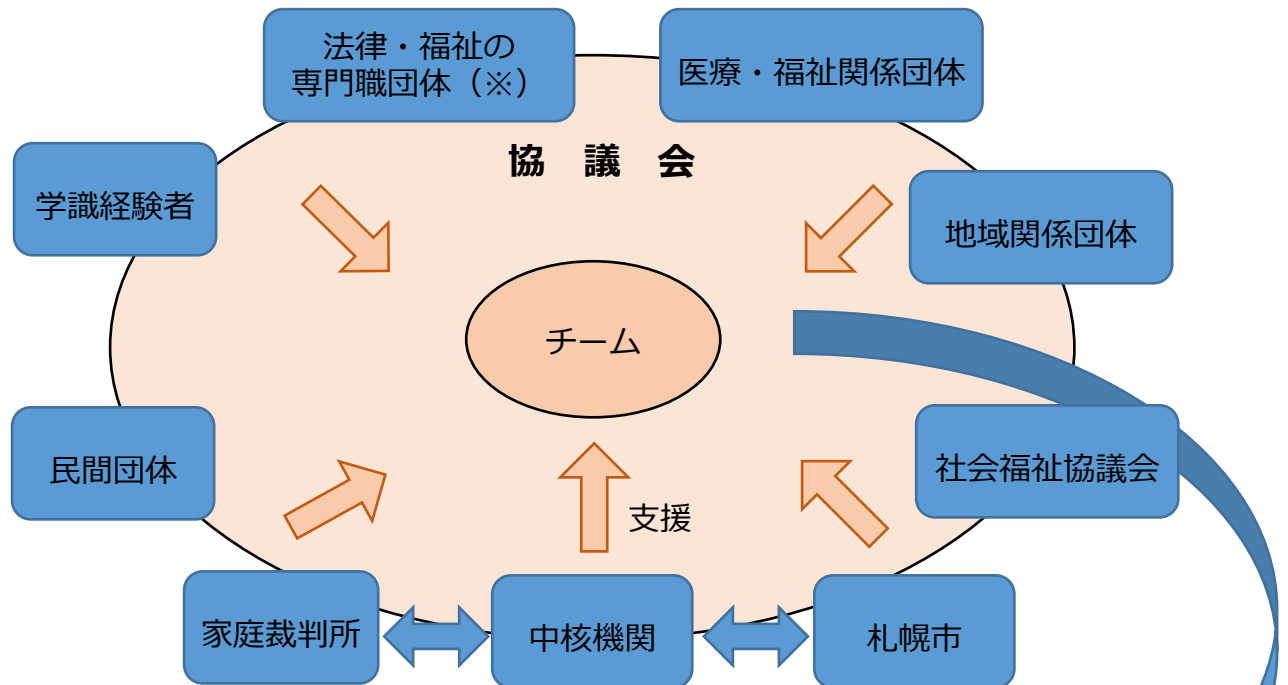 法律・福祉の
専門職団体（※）
医療・福祉関係団体
協 議 会
学識経験者
地域関係団体
チーム
民間団体
社会福祉協議会
支援
家庭裁判所
中核機関
札幌市